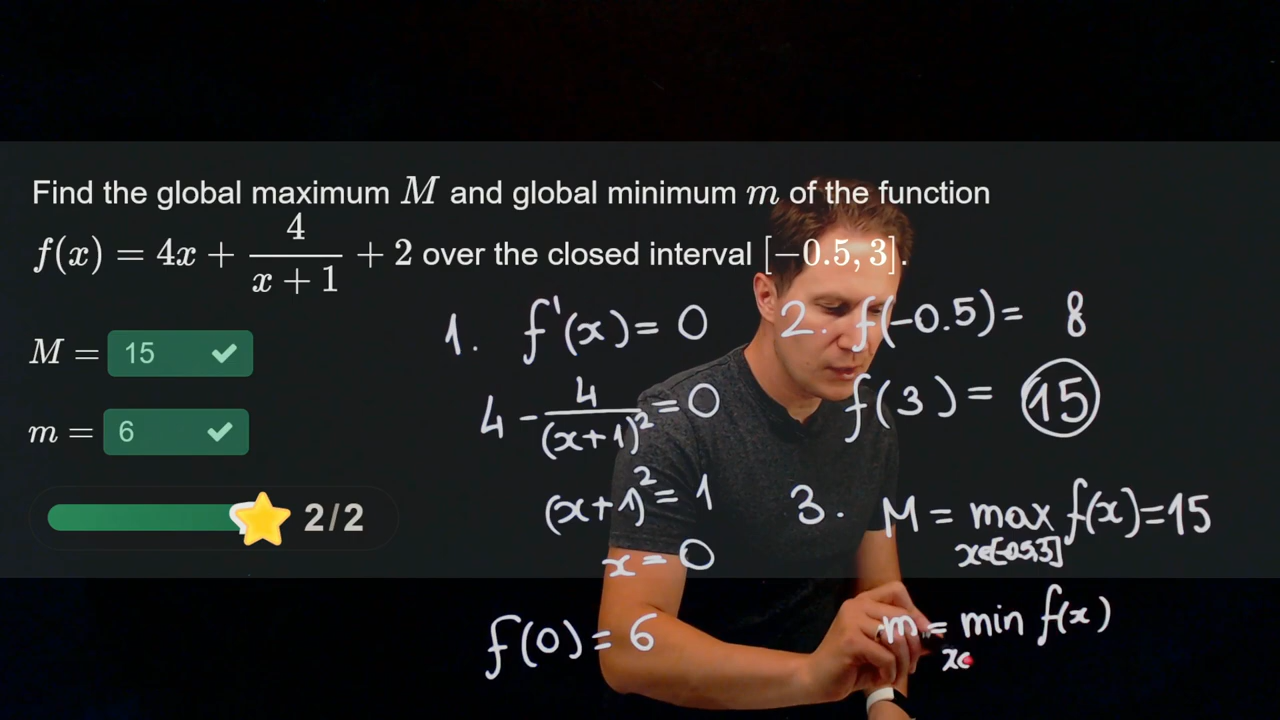 Find the global maximum M and global minimum m of the function
f(x) = 4x + 4/(x + 1) + 2 over the closed interval [−0.5, 3].
M = 15 ✔
m = 6 ✔
2/2
1. f'(x) = 0
4 - 4/(x+1)² = 0
(x+1)² = 1
x = 0
f(0) = 6
2. f(-0.5) = 8
f(3) = 15
3. M = max f(x) = 15
x∈[-0.5,3]
m = min f(x)
x∈